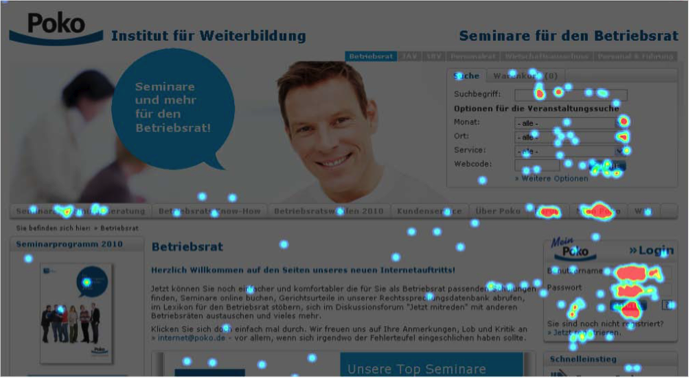 Poko
Institut für Weiterbildung
Seminare für den Betriebsrat
Betriebsrat JAV SBV Personalrat Wirtschaftsausschuss Personal & Führung
Seminare
und mehr
für den
Betriebsrat!
Suche Warenkorb (0)
Suchbegriff:
Optionen für die Veranstaltungssuche
Monat: - alle -
Ort: - alle -
Service: - alle -
Webcode:
» Weitere Optionen
Betriebsratswahlen 2010 Kundenservice Über Poko
Sie befinden sich hier: » Betriebsrat
Seminarprogramm 2010
Betriebsrat
Herzlich Willkommen auf den Seiten unseres neuen Internetauftritts!
Jetzt können Sie noch einfacher und komfortabler die für Sie als Betriebsrat passenden
finden, Seminare online buchen, Gerichtsurteile in unserer Rechtssprechungsdatenbank abrufen,
im Lexikon für den Betriebsrat stöbern, sich im Diskussionsforum "Jetzt mitreden" mit anderen
Betriebsräten austauschen und vieles mehr.
Klicken Sie sich doch einfach mal durch. Wir freuen uns auf Ihre Anmerkungen, Lob und Kritik an
» internet@poko.de - vor allem, wenn sich irgendwo der Fehlerteufel eingeschlichen haben sollte.
Unsere Top Seminare
Mein
Poko
»Login
Benutzername
Passwort
Sie sind noch nicht registriert?
» Jetzt registrieren.
Schnelleinstieg